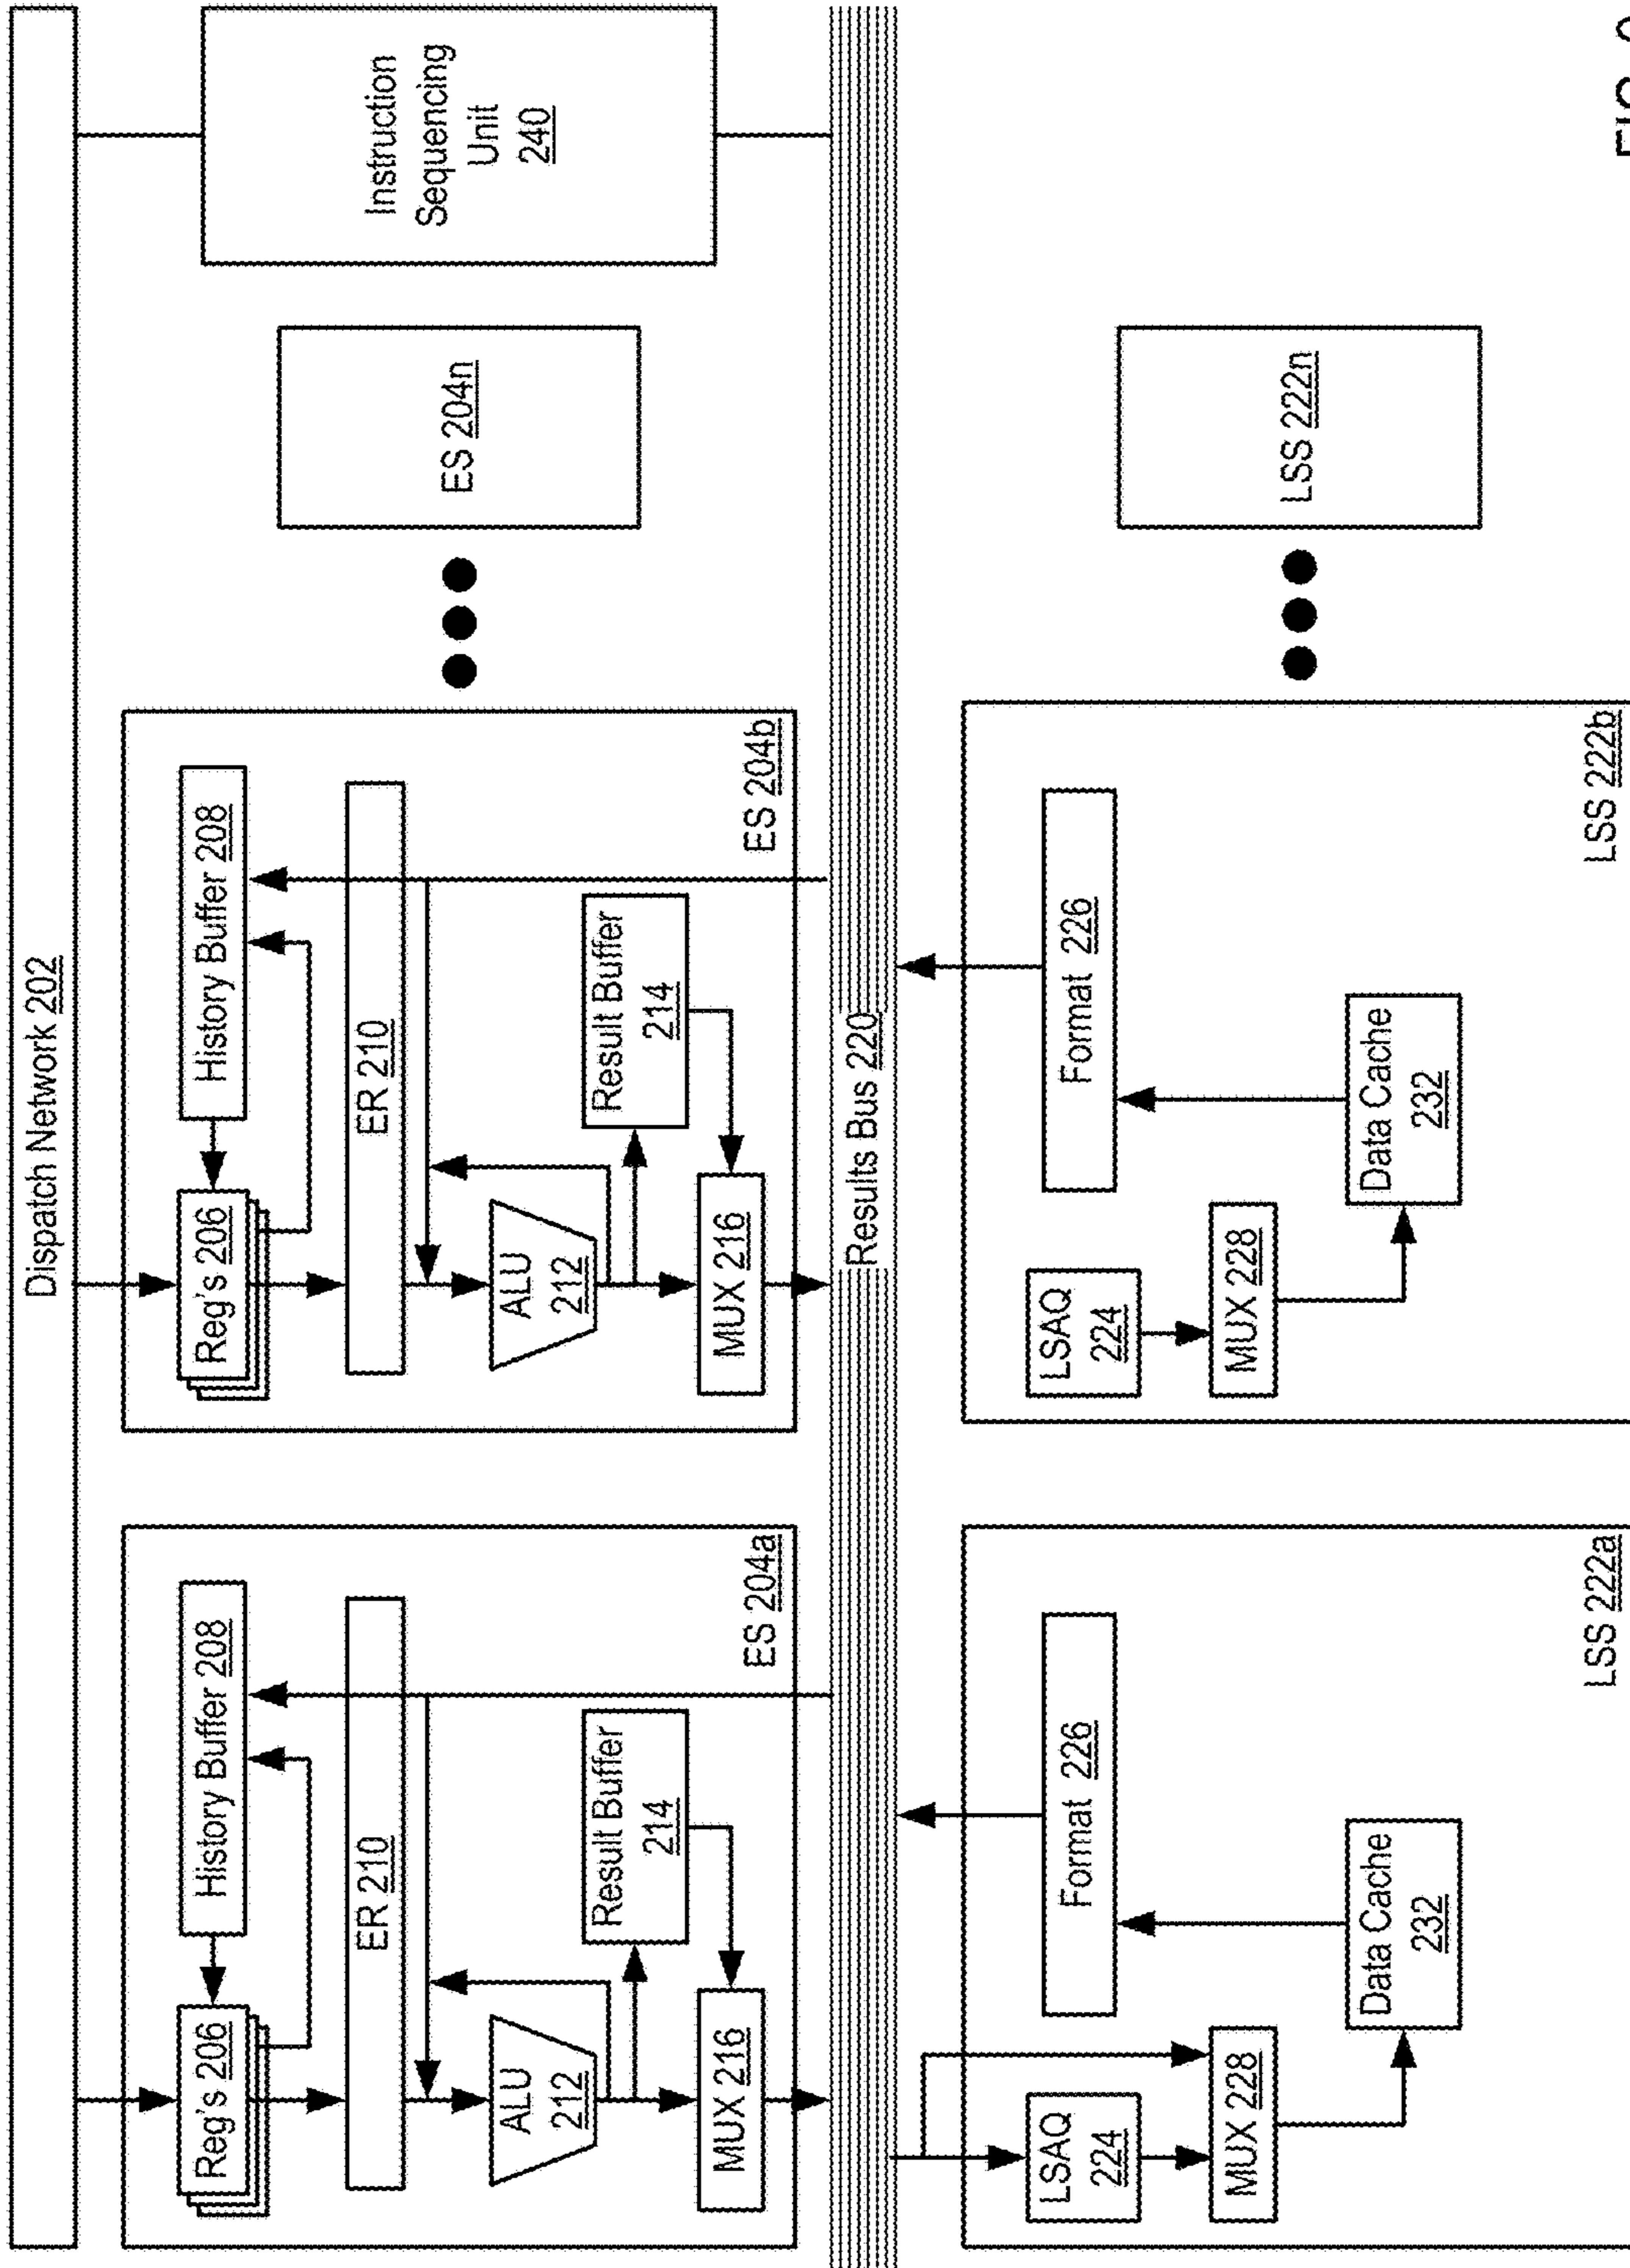 Dispatch Network 202
Reg's 206
History Buffer 208
ER 210
ALU
212
Result Buffer
214
MUX 216
ES 204a
Reg's 206
History Buffer 208
ER 210
ALU
212
Result Buffer
214
MUX 216
ES 204b
ES 204n
Instruction
Sequencing
Unit
240
Results Bus 220
LSAQ
224
MUX 228
Format 226
Data Cache
232
LSS 222a
LSAQ
224
MUX 228
Format 226
Data Cache
232
LSS 222b
LSS 222n